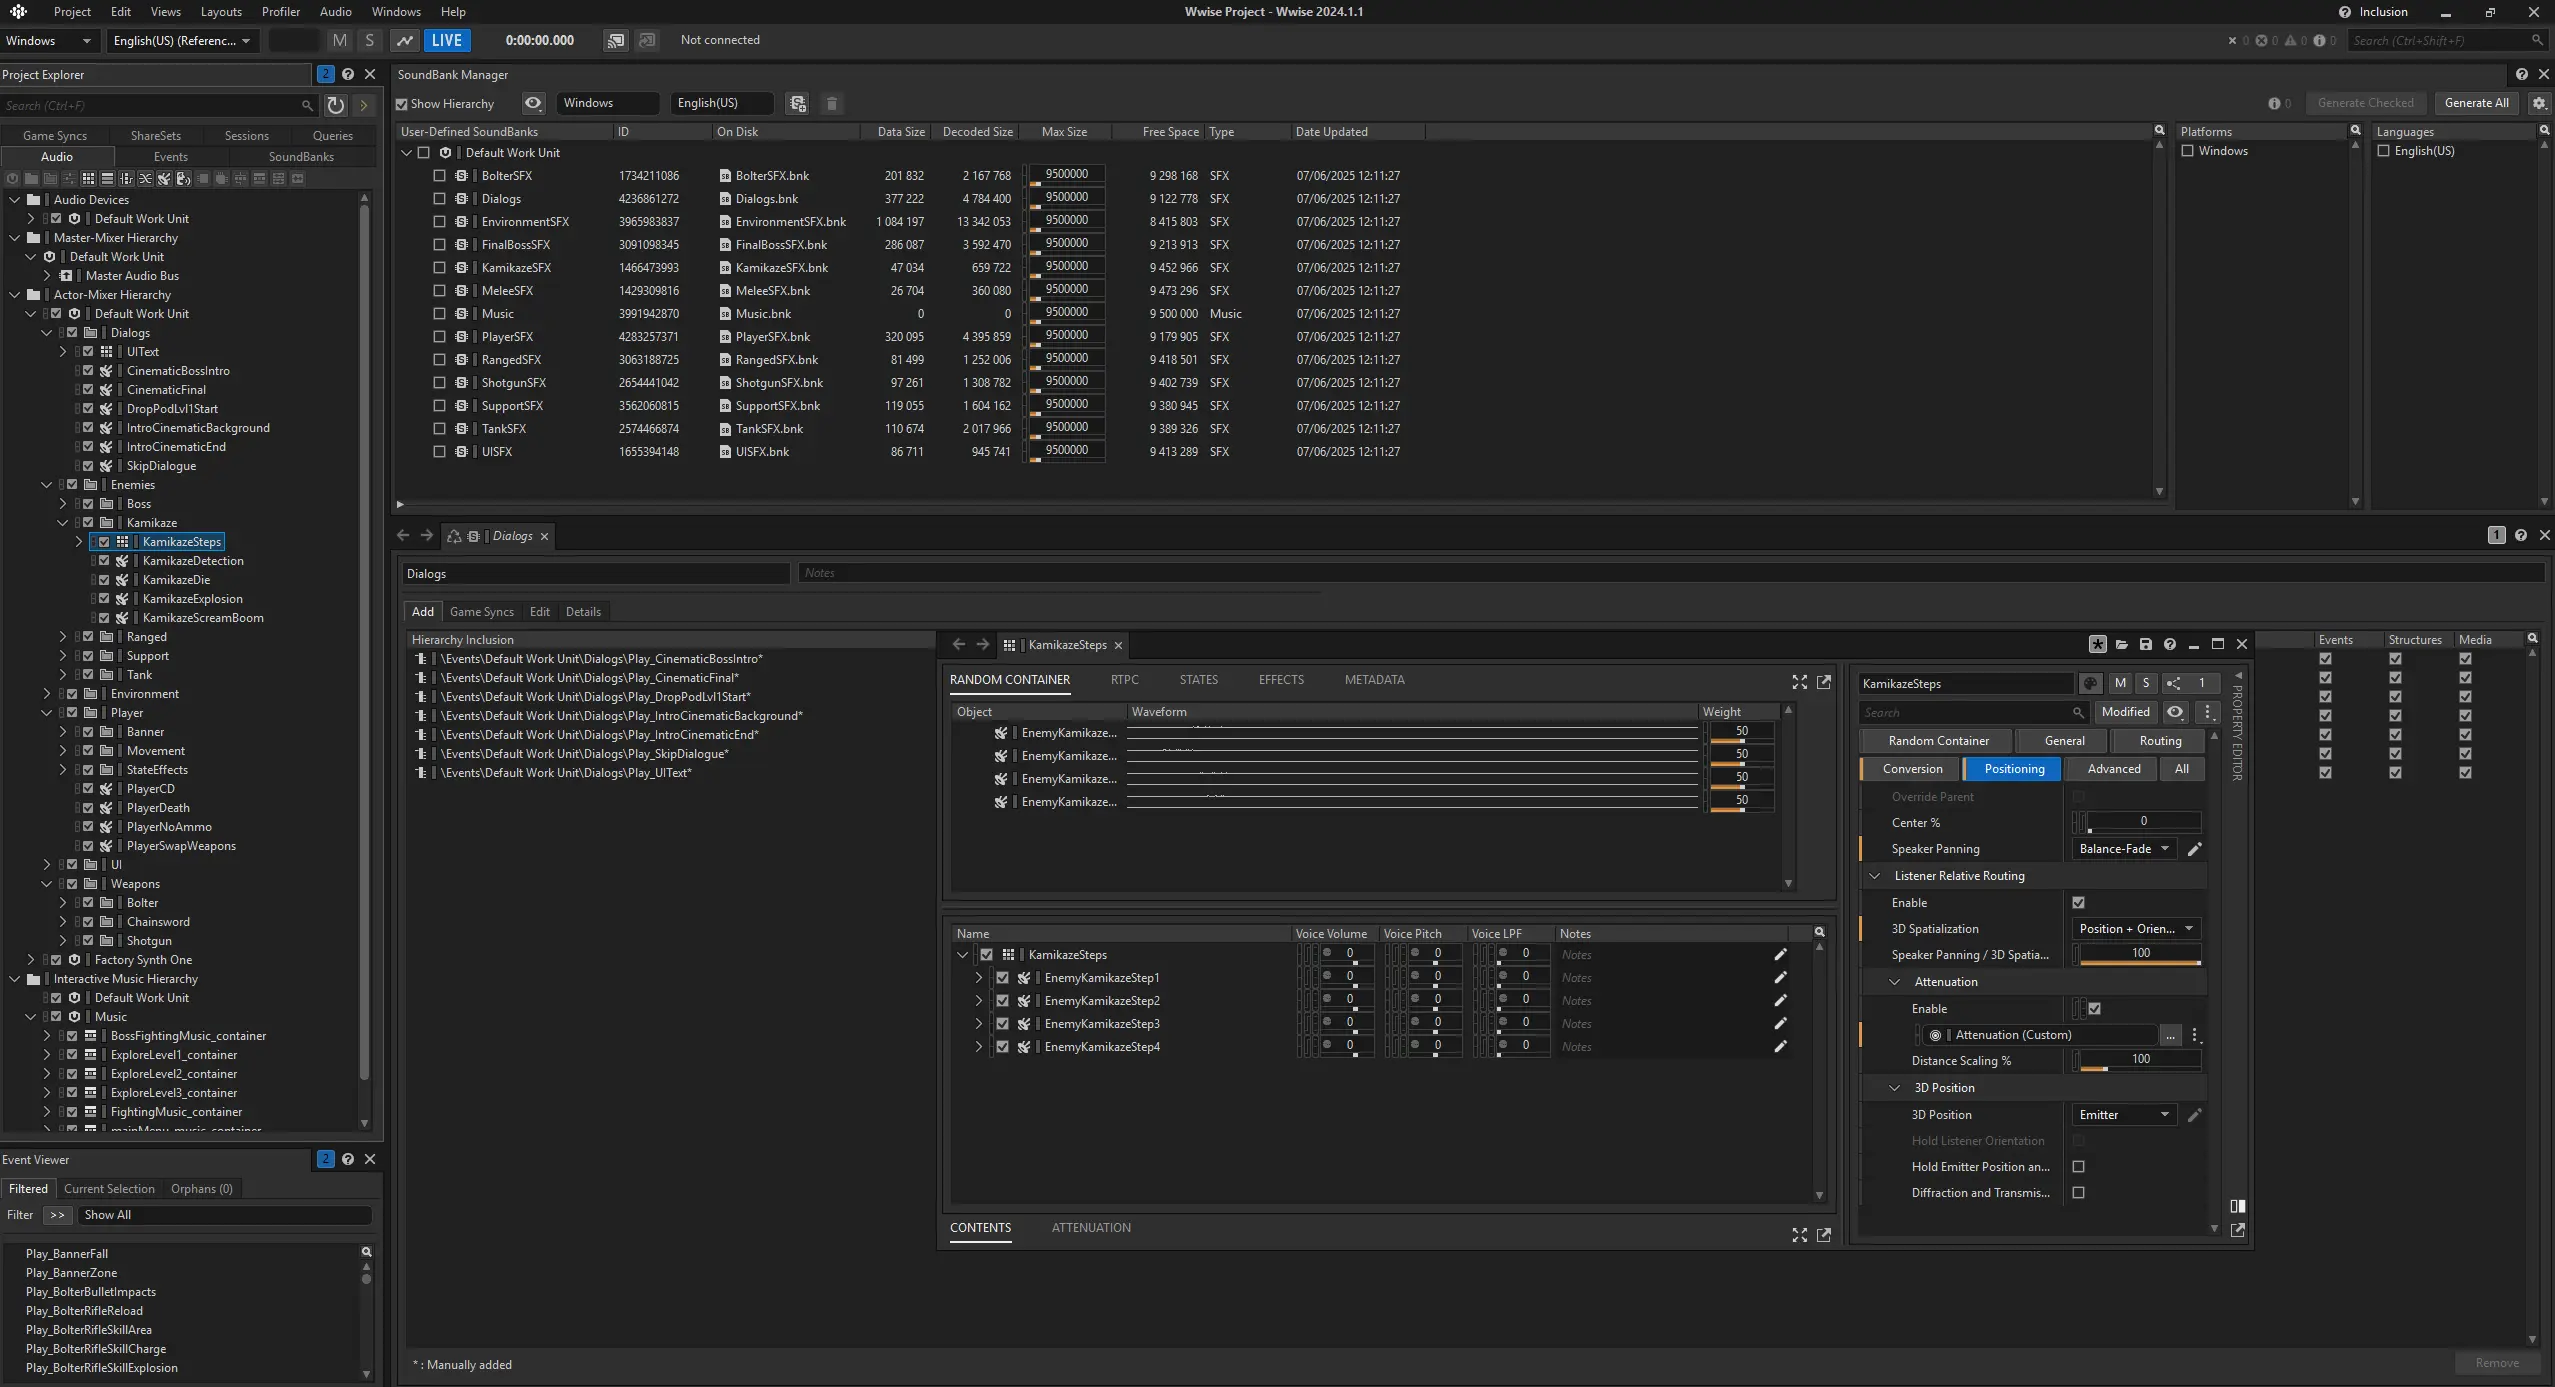 Project Edit Views Layouts Profiler Audio Windows Help
Wwise Project - Wwise 2024.1.1
Inclusion
Windows English(US) (Referenc... M S LIVE 0:00:00.000 Not connected
0 0 0 0 Search (Ctrl+Shift+F)
Project Explorer 2
Search (Ctrl+F)
Game Syncs ShareSets Sessions Queries
Audio Events SoundBanks
Audio Devices
Default Work Unit
Master-Mixer Hierarchy
Default Work Unit
Master Audio Bus
Actor-Mixer Hierarchy
Default Work Unit
Dialogs
UIText
CinematicBossIntro
CinematicFinal
DropPodLvl1Start
IntroCinematicBackground
IntroCinematicEnd
SkipDialogue
Enemies
Boss
Kamikaze
KamikazeSteps
KamikazeDetection
KamikazeDie
KamikazeExplosion
KamikazeScreamBoom
Ranged
Support
Tank
Environment
Player
Banner
Movement
StateEffects
PlayerCD
PlayerDeath
PlayerNoAmmo
PlayerSwapWeapons
UI
Weapons
Bolter
Chainsword
Shotgun
Factory Synth One
Interactive Music Hierarchy
Default Work Unit
Music
BossFightingMusic_container
ExploreLevel1_container
ExploreLevel2_container
ExploreLevel3_container
FightingMusic_container
mainMenu_music_container
Event Viewer 2
Filtered Current Selection Orphans (0)
Filter >> Show All
Play_BannerFall
Play_BannerZone
Play_BolterBulletImpacts
Play_BolterRifleReload
Play_BolterRifleSkillArea
Play_BolterRifleSkillCharge
Play_BolterRifleSkillExplosion
SoundBank Manager
Show Hierarchy Windows English(US) 0 Generate Checked Generate All
User-Defined SoundBanks ID On Disk Data Size Decoded Size Max Size Free Space Type Date Updated
Default Work Unit
BolterSFX 1734211086 BolterSFX.bnk 201 832 2 167 768 9500000 9 298 168 SFX 07/06/2025 12:11:27
Dialogs 4236861272 Dialogs.bnk 377 222 4 784 400 9500000 9 122 778 SFX 07/06/2025 12:11:27
EnvironmentSFX 3965983837 EnvironmentSFX.bnk 1 084 197 13 342 053 9500000 8 415 803 SFX 07/06/2025 12:11:27
FinalBossSFX 3091098345 FinalBossSFX.bnk 286 087 3 592 470 9500000 9 213 913 SFX 07/06/2025 12:11:27
KamikazeSFX 1466473993 KamikazeSFX.bnk 47 034 659 722 9500000 9 452 966 SFX 07/06/2025 12:11:27
MeleeSFX 1429309816 MeleeSFX.bnk 26 704 360 080 9500000 9 473 296 SFX 07/06/2025 12:11:27
Music 3991942870 Music.bnk 0 0 9500000 9 500 000 Music 07/06/2025 12:11:27
PlayerSFX 4283257371 PlayerSFX.bnk 320 095 4 395 859 9500000 9 179 905 SFX 07/06/2025 12:11:27
RangedSFX 3063188725 RangedSFX.bnk 81 499 1 252 006 9500000 9 418 501 SFX 07/06/2025 12:11:27
ShotgunSFX 2654441042 ShotgunSFX.bnk 97 261 1 308 782 9500000 9 402 739 SFX 07/06/2025 12:11:27
SupportSFX 3562060815 SupportSFX.bnk 119 055 1 604 162 9500000 9 380 945 SFX 07/06/2025 12:11:27
TankSFX 2574466874 TankSFX.bnk 110 674 2 017 966 9500000 9 389 326 SFX 07/06/2025 12:11:27
UISFX 1655394148 UISFX.bnk 86 711 945 741 9500000 9 413 289 SFX 07/06/2025 12:11:27
Platforms
Windows
Languages
English(US)
Dialogs 1
Dialogs Notes
Add Game Syncs Edit Details
Hierarchy Inclusion Events Structures Media
\Events\Default Work Unit\Dialogs\Play_CinematicBossIntro*
\Events\Default Work Unit\Dialogs\Play_CinematicFinal*
\Events\Default Work Unit\Dialogs\Play_DropPodLvl1Start*
\Events\Default Work Unit\Dialogs\Play_IntroCinematicBackground*
\Events\Default Work Unit\Dialogs\Play_IntroCinematicEnd*
\Events\Default Work Unit\Dialogs\Play_SkipDialogue*
\Events\Default Work Unit\Dialogs\Play_UIText*
* : Manually added
Remove
KamikazeSteps
RANDOM CONTAINER RTPC STATES EFFECTS METADATA
Object Waveform Weight
EnemyKamikaze... 50
EnemyKamikaze... 50
EnemyKamikaze... 50
EnemyKamikaze... 50
Name Voice Volume Voice Pitch Voice LPF Notes
KamikazeSteps 0 0 0 Notes
EnemyKamikazeStep1 0 0 0 Notes
EnemyKamikazeStep2 0 0 0 Notes
EnemyKamikazeStep3 0 0 0 Notes
EnemyKamikazeStep4 0 0 0 Notes
CONTENTS ATTENUATION
KamikazeSteps M S 1
Search Modified
Random Container General Routing
Conversion Positioning Advanced All
Override Parent
Center % 0
Speaker Panning Balance-Fade
Listener Relative Routing
Enable
3D Spatialization Position + Orien...
Speaker Panning / 3D Spatia... 100
Attenuation
Enable
Attenuation (Custom) ...
Distance Scaling % 100
3D Position
3D Position Emitter
Hold Listener Orientation
Hold Emitter Position an...
Diffraction and Transmis...
PROPERTY EDITOR